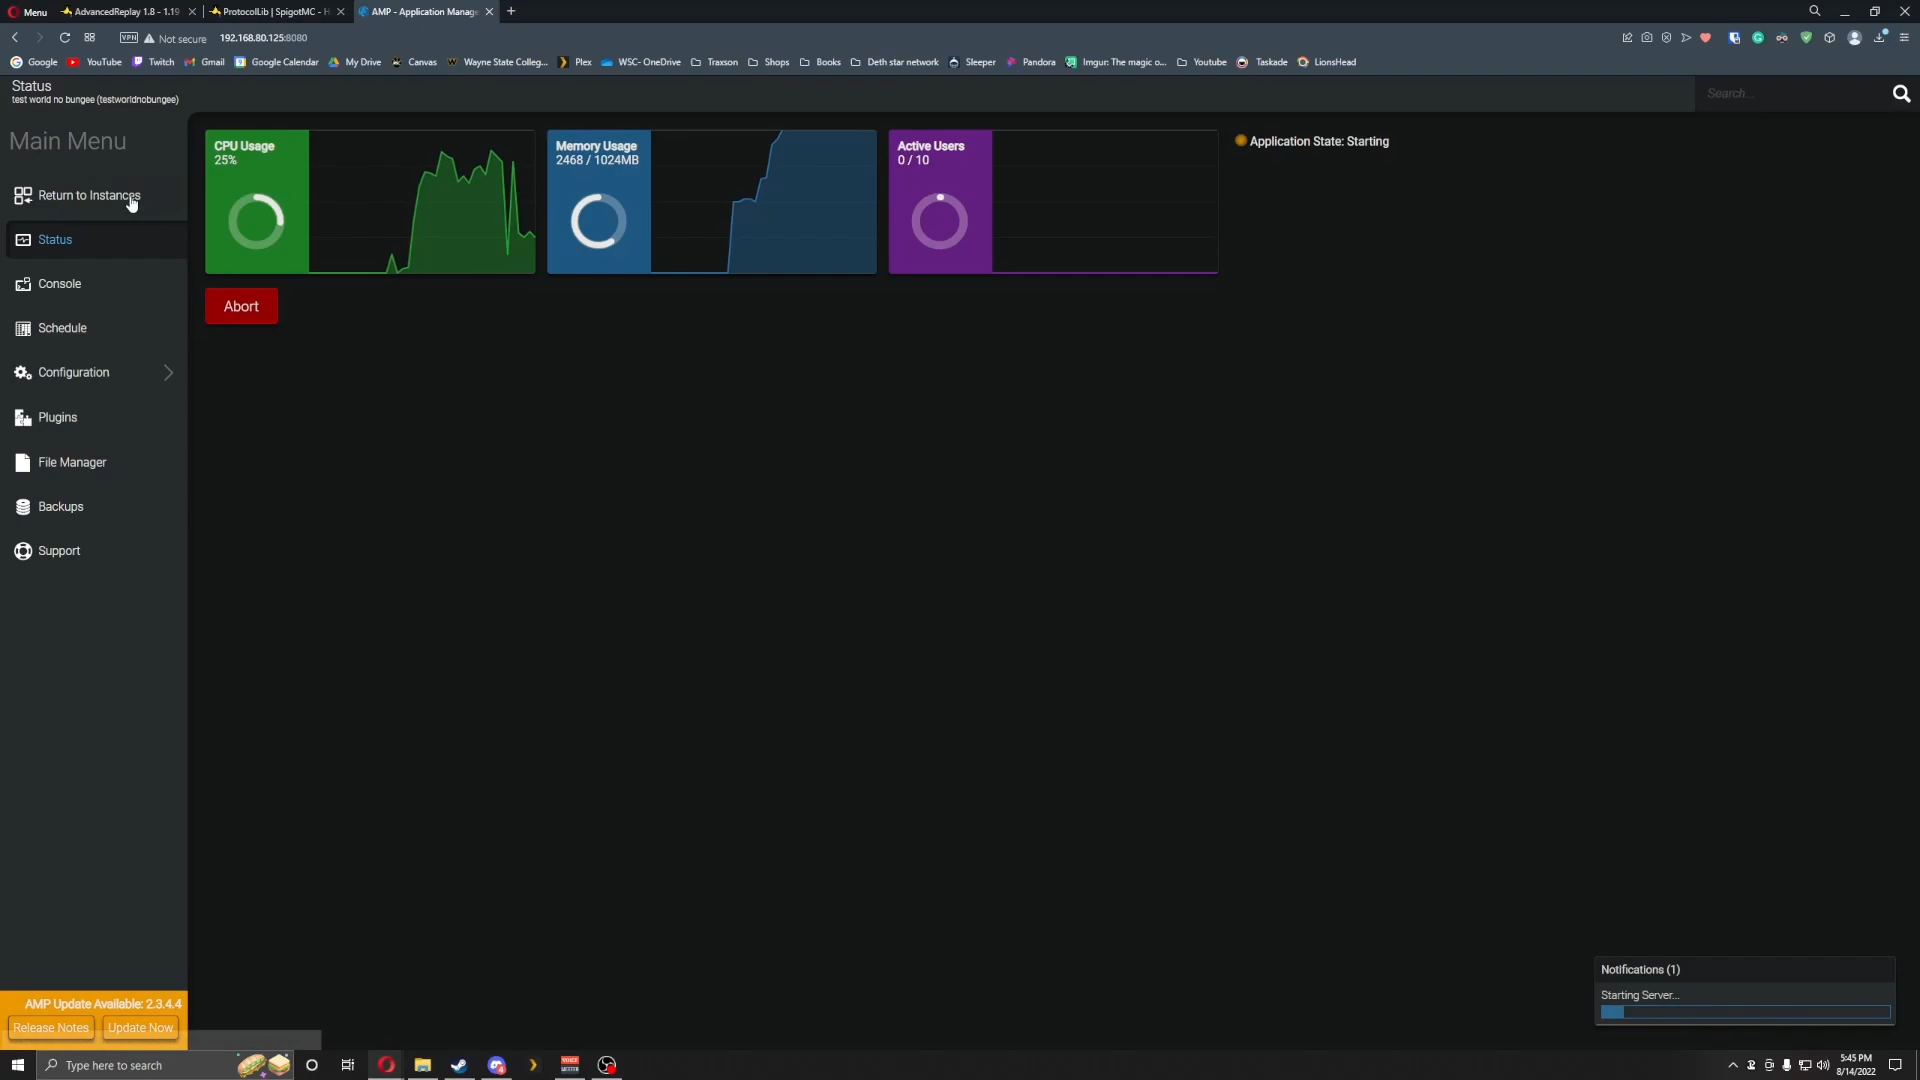 Menu
AdvancedReplay 1.8 - 1.19
ProtocolLib | SpigotMC - H
AMP - Application Manage
VPN
Not secure
192.168.80.125:8080
Google
YouTube
Twitch
Gmail
Google Calendar
My Drive
Canvas
Wayne State Colleg...
Plex
WSC- OneDrive
Traxson
Shops
Books
Deth star network
Sleeper
Pandora
Imgur: The magic o...
Youtube
Taskade
LionsHead
Status
test world no bungee (testworldnobungee)
Search...
Main Menu
Return to Instances
Status
Console
Schedule
Configuration
Plugins
File Manager
Backups
Support
CPU Usage
25%
Memory Usage
2468 / 1024MB
Active Users
0 / 10
Application State: Starting
Abort
Notifications (1)
Starting Server...
AMP Update Available: 2.3.4.4
Release Notes
Update Now
Type here to search
5:45 PM
8/14/2022